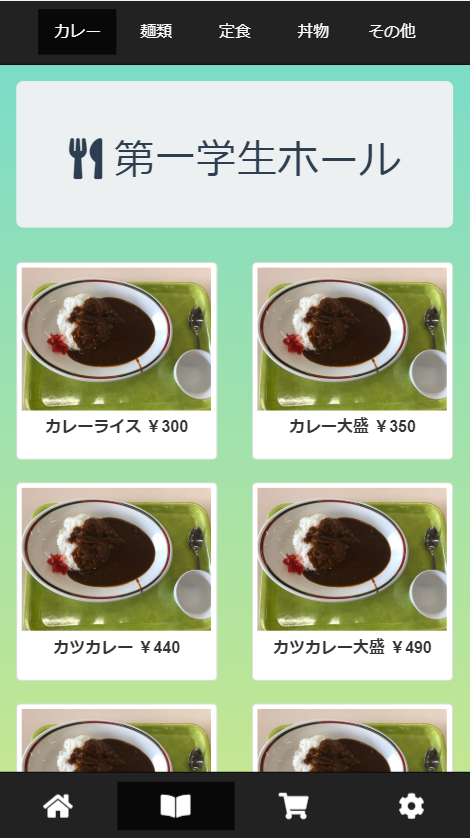 カレー 麺類 定食 丼物 その他
第一学生ホール
カレーライス ￥300 カレー大盛 ￥350
カツカレー ￥440 カツカレー大盛 ￥490